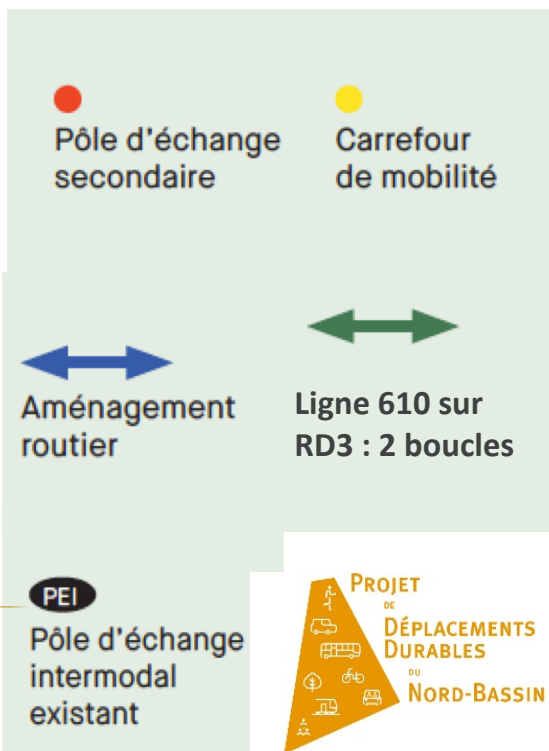 Pôle d'échange
secondaire
Carrefour
de mobilité
Aménagement
routier
Ligne 610 sur
RD3 : 2 boucles
PEI
Pôle d'échange
intermodal
existant
PROJET
DE
DÉPLACEMENTS
DURABLES
DU
NORD-BASSIN